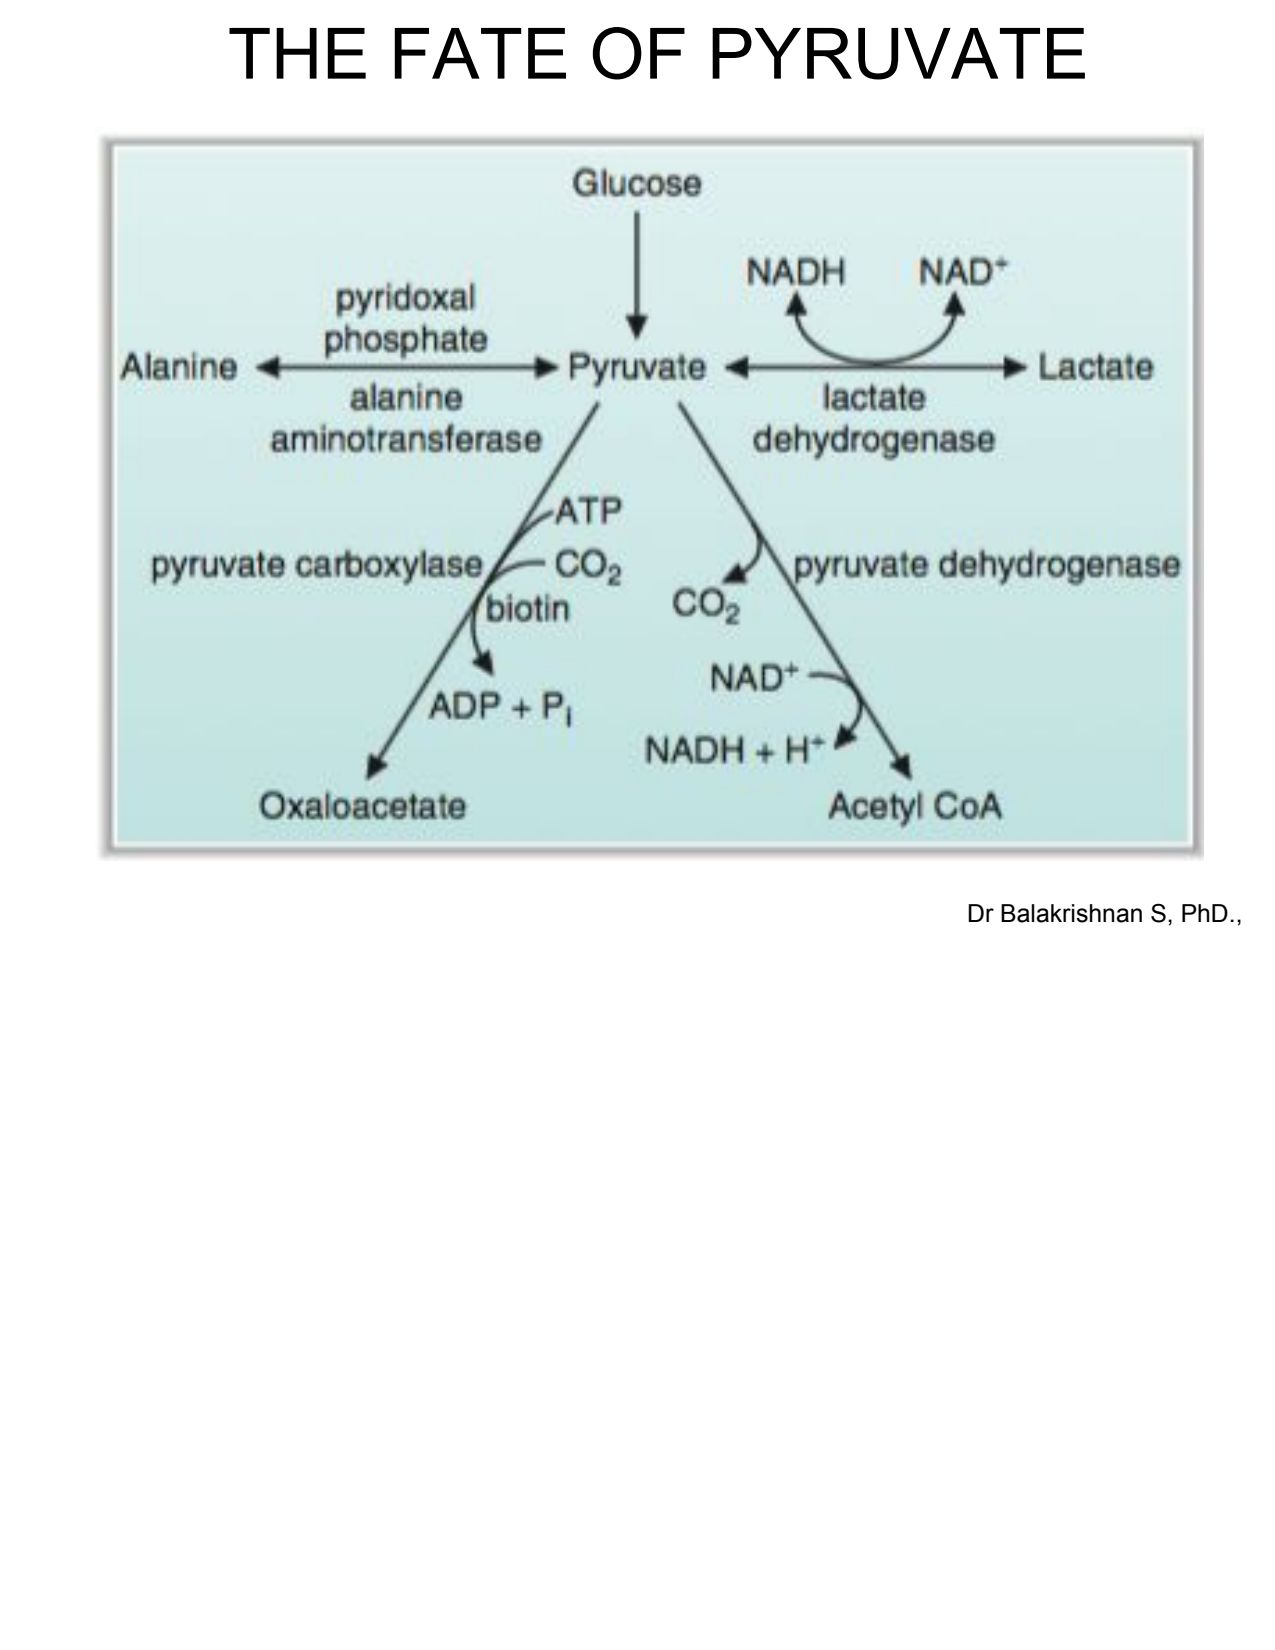 THE FATE OF PYRUVATE
Glucose
NADH NAD⁺
pyridoxal
phosphate
Alanine Pyruvate Lactate
alanine lactate
aminotransferase dehydrogenase
ATP
pyruvate carboxylase CO₂ pyruvate dehydrogenase
biotin CO₂
NAD⁺
ADP + Pᵢ
NADH + H⁺
Oxaloacetate Acetyl CoA
Dr Balakrishnan S, PhD.,